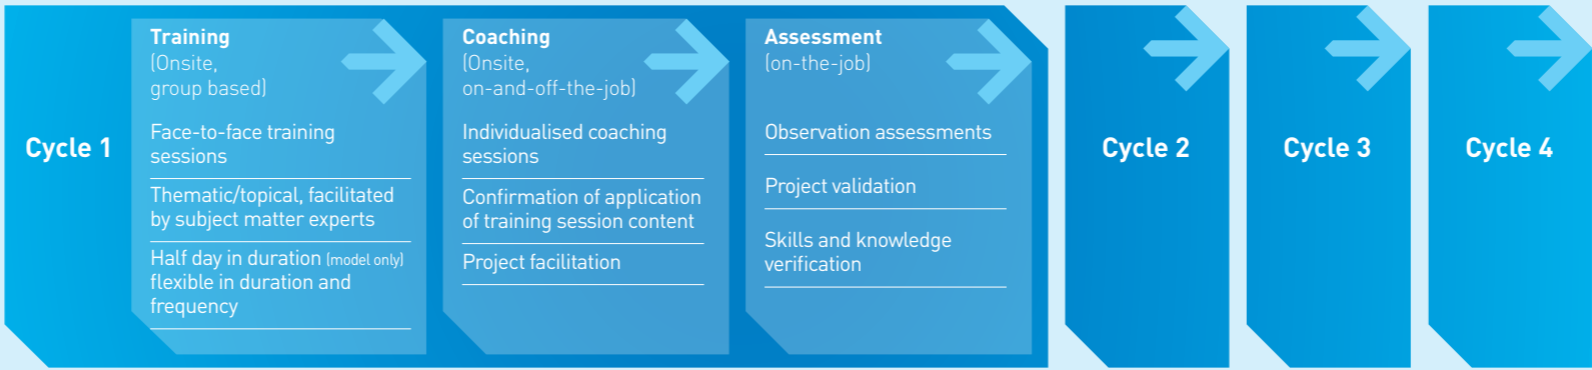 Cycle 1
Training
(Onsite,
group based)
Face-to-face training
sessions
Thematic/topical, facilitated
by subject matter experts
Half day in duration (model only)
flexible in duration and
frequency
Coaching
(Onsite,
on-and-off-the-job)
Individualised coaching
sessions
Confirmation of application
of training session content
Project facilitation
Assessment
(on-the-job)
Observation assessments
Project validation
Skills and knowledge
verification
Cycle 2
Cycle 3
Cycle 4